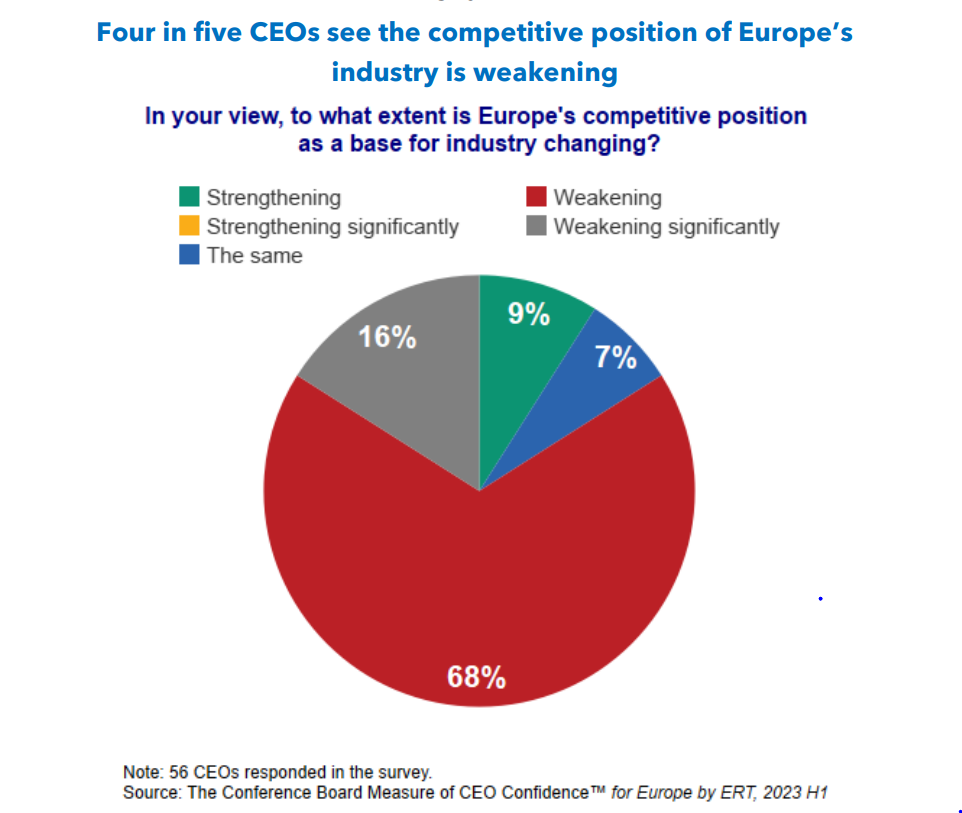 Four in five CEOs see the competitive position of Europe’s
industry is weakening
In your view, to what extent is Europe's competitive position
as a base for industry changing?
Strengthening
Weakening
Strengthening significantly
Weakening significantly
The same
9%
16%
7%
68%
Note: 56 CEOs responded in the survey.
Source: The Conference Board Measure of CEO Confidence™ for Europe by ERT, 2023 H1